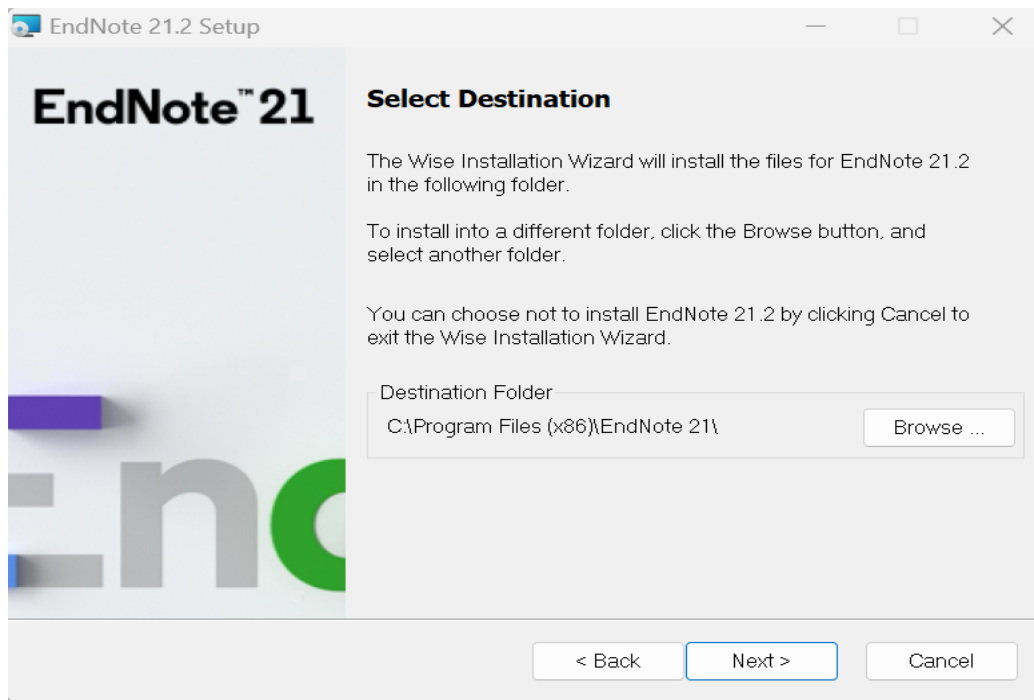 EndNote 21.2 Setup
EndNote™21
Select Destination
The Wise Installation Wizard will install the files for EndNote 21.2
in the following folder.
To install into a different folder, click the Browse button, and
select another folder.
You can choose not to install EndNote 21.2 by clicking Cancel to
exit the Wise Installation Wizard.
Destination Folder
C:\Program Files (x86)\EndNote 21\
Browse ...
En
< Back
Next >
Cancel